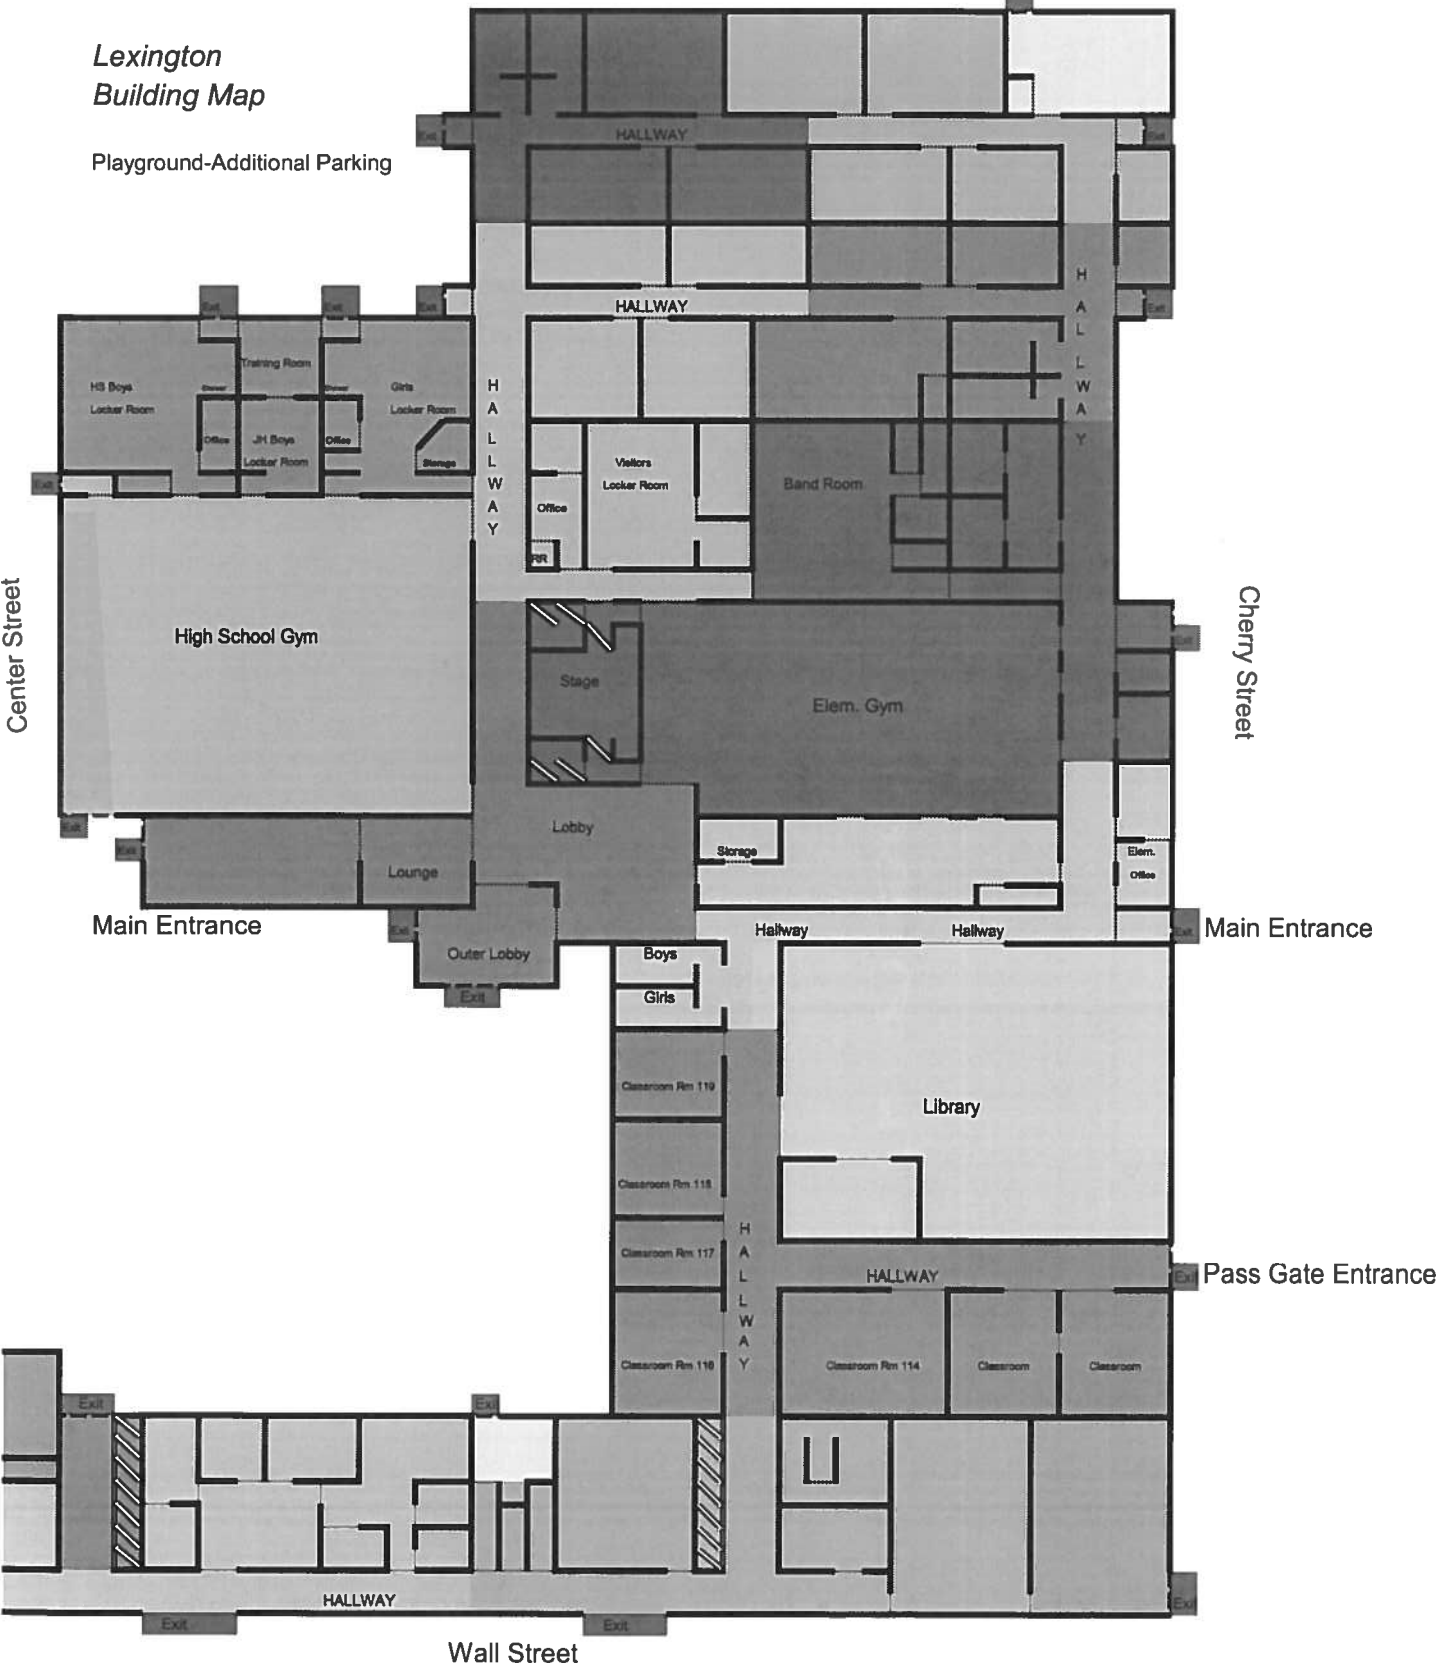 Lexington
Building Map
Playground-Additional Parking
Exit
HALLWAY
Exit
Exit
Exit
Exit
HALLWAY
Exit
H
A
L
L
W
A
Y
Training Room
HS Boys
Locker Room
Girls
Locker Room
H
A
L
L
W
A
Y
Office
JH Boys
Locker Room
Office
Storage
Visitors
Locker Room
Band Room
Exit
Office
RR
Center Street
High School Gym
Stage
Elem. Gym
Exit
Cherry Street
Exit
Lobby
Exit
Storage
Elem.
Office
Lounge
Main Entrance
Exit
Hallway
Hallway
Exit
Main Entrance
Outer Lobby
Boys
Exit
Girls
Classroom Rm 119
Library
Classroom Rm 118
H
A
L
L
W
A
Y
Classroom Rm 117
HALLWAY
Exit
Pass Gate Entrance
Classroom Rm 116
Classroom Rm 114
Classroom
Classroom
Exit
Exit
HALLWAY
Exit
Exit
Exit
Wall Street